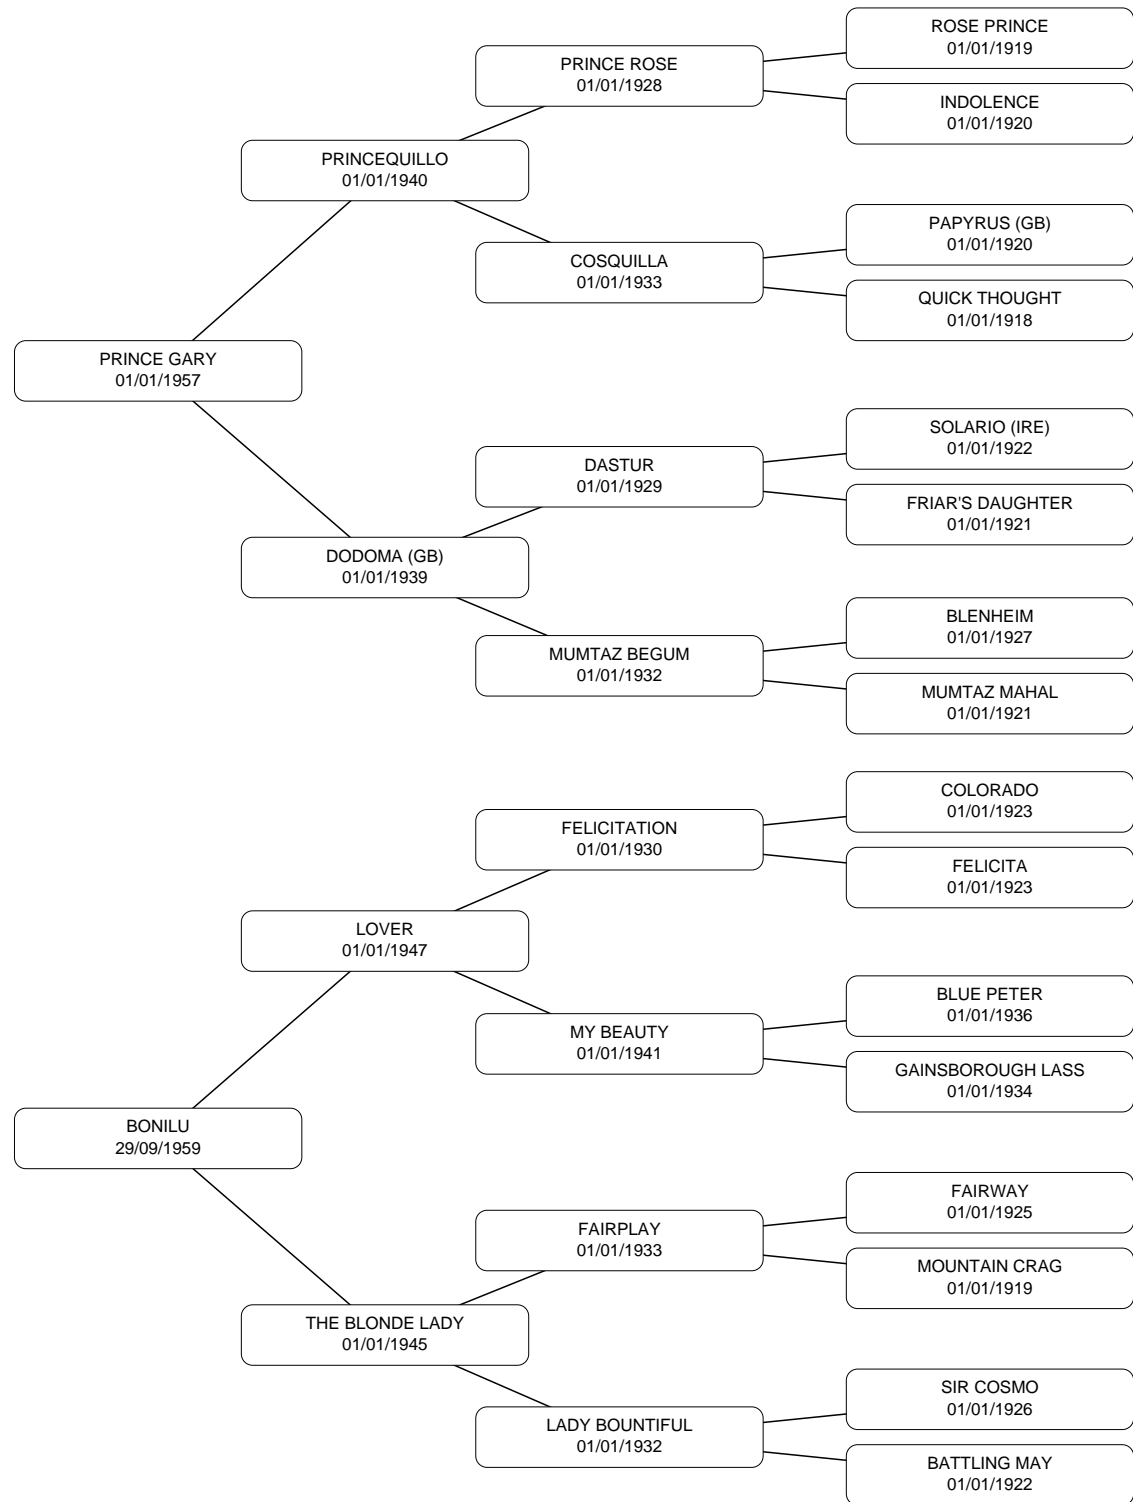 ROSE PRINCE
01/01/1919
PRINCE ROSE
01/01/1928
INDOLENCE
01/01/1920
PRINCEQUILLO
01/01/1940
PAPYRUS (GB)
01/01/1920
COSQUILLA
01/01/1933
QUICK THOUGHT
01/01/1918
PRINCE GARY
01/01/1957
SOLARIO (IRE)
01/01/1922
DASTUR
01/01/1929
FRIAR'S DAUGHTER
01/01/1921
DODOMA (GB)
01/01/1939
BLENHEIM
01/01/1927
MUMTAZ BEGUM
01/01/1932
MUMTAZ MAHAL
01/01/1921
COLORADO
01/01/1923
FELICITATION
01/01/1930
FELICITA
01/01/1923
LOVER
01/01/1947
BLUE PETER
01/01/1936
MY BEAUTY
01/01/1941
GAINSBOROUGH LASS
01/01/1934
BONILU
29/09/1959
FAIRWAY
01/01/1925
FAIRPLAY
01/01/1933
MOUNTAIN CRAG
01/01/1919
THE BLONDE LADY
01/01/1945
SIR COSMO
01/01/1926
LADY BOUNTIFUL
01/01/1932
BATTLING MAY
01/01/1922